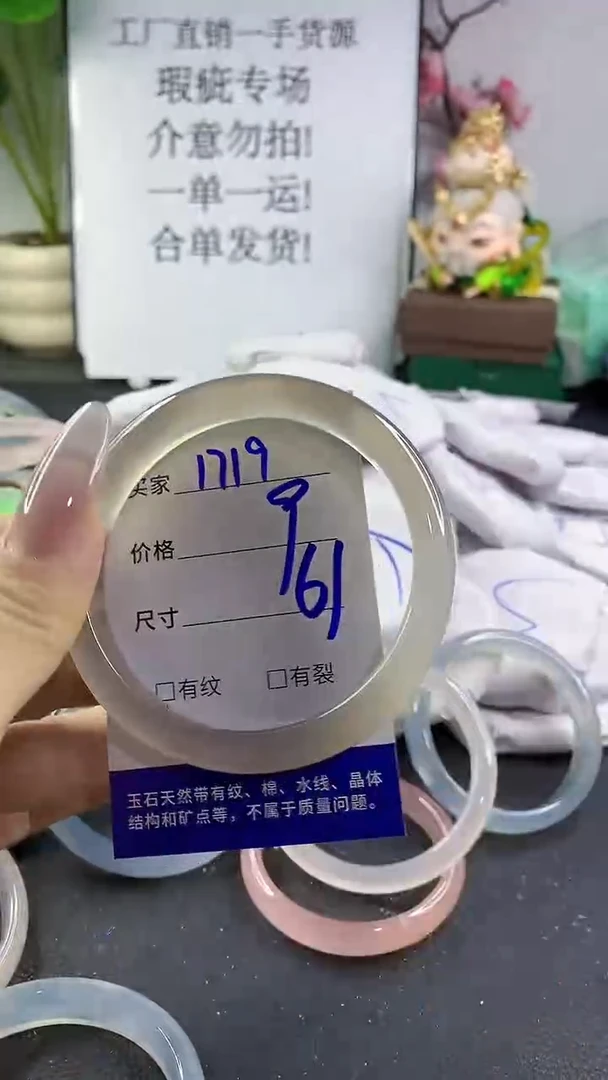 工厂直销一手货源
瑕疵专场
介意勿拍!
一单一运!
合单发货!
买家 1719
价格 9
尺寸 61
□有纹 □有裂
玉石天然带有纹、棉、水线、晶体
结构和矿点等，不属于质量问题。